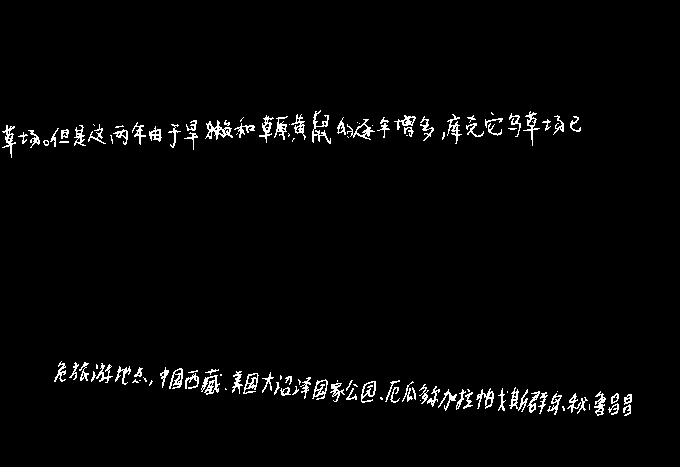 草场。但是这两年由于旱獭和草原黄鼠的逐年增多,库克它乌草场已
危旅游地点,中国西藏、美国大沼泽国家公园、厄瓜多尔加拉帕戈斯群岛、秘鲁昌昌